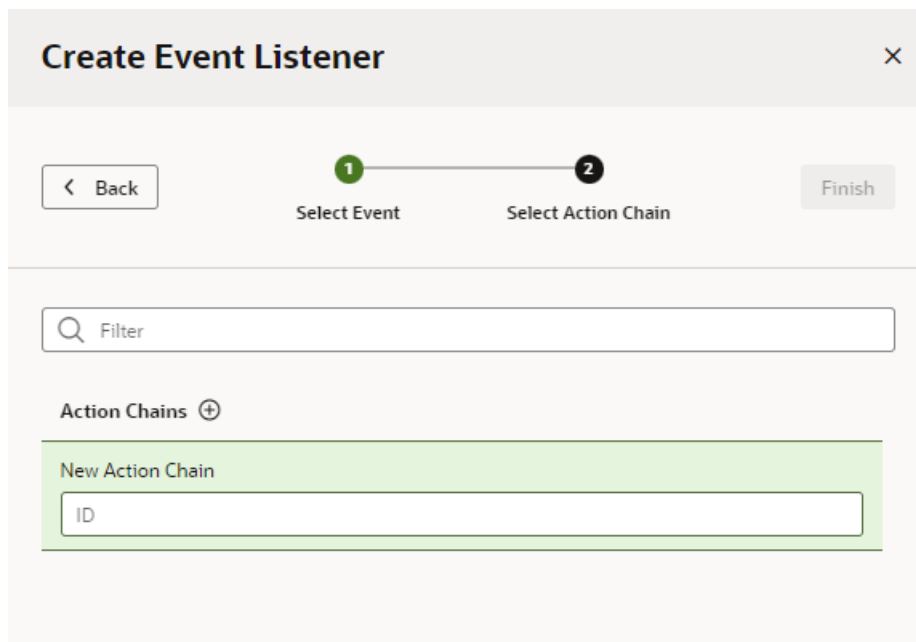 Create Event Listener
Back
1
2
Finish
Select Event
Select Action Chain
Filter
Action Chains
New Action Chain
ID